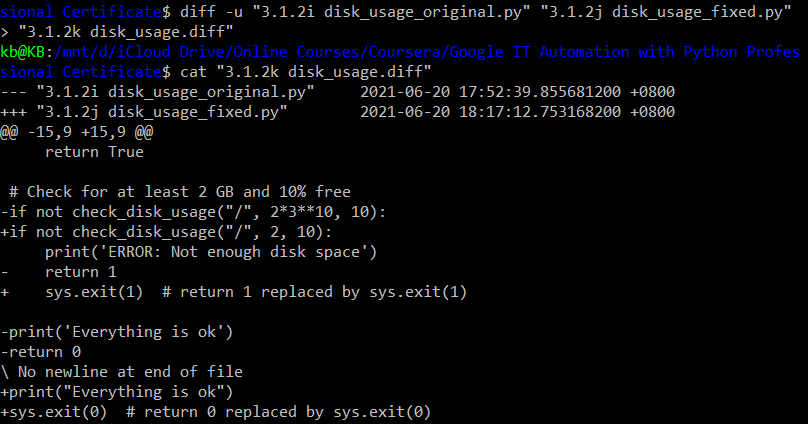 sional Certificate$ diff -u "3.1.2i disk_usage_original.py" "3.1.2j disk_usage_fixed.py"
> "3.1.2k disk_usage.diff"
kb@KB:/mnt/d/iCloud Drive/Online Courses/Coursera/Google IT Automation with Python Profes
sional Certificate$ cat "3.1.2k disk_usage.diff"
--- "3.1.2i disk_usage_original.py"     2021-06-20 17:52:39.855681200 +0800
+++ "3.1.2j disk_usage_fixed.py"        2021-06-20 18:17:12.753168200 +0800
@@ -15,9 +15,9 @@
     return True
 # Check for at least 2 GB and 10% free
-if not check_disk_usage("/", 2*3**10, 10):
+if not check_disk_usage("/", 2, 10):
     print('ERROR: Not enough disk space')
-    return 1
+    sys.exit(1)  # return 1 replaced by sys.exit(1)
-print('Everything is ok')
-return 0
\ No newline at end of file
+print("Everything is ok")
+sys.exit(0)  # return 0 replaced by sys.exit(0)